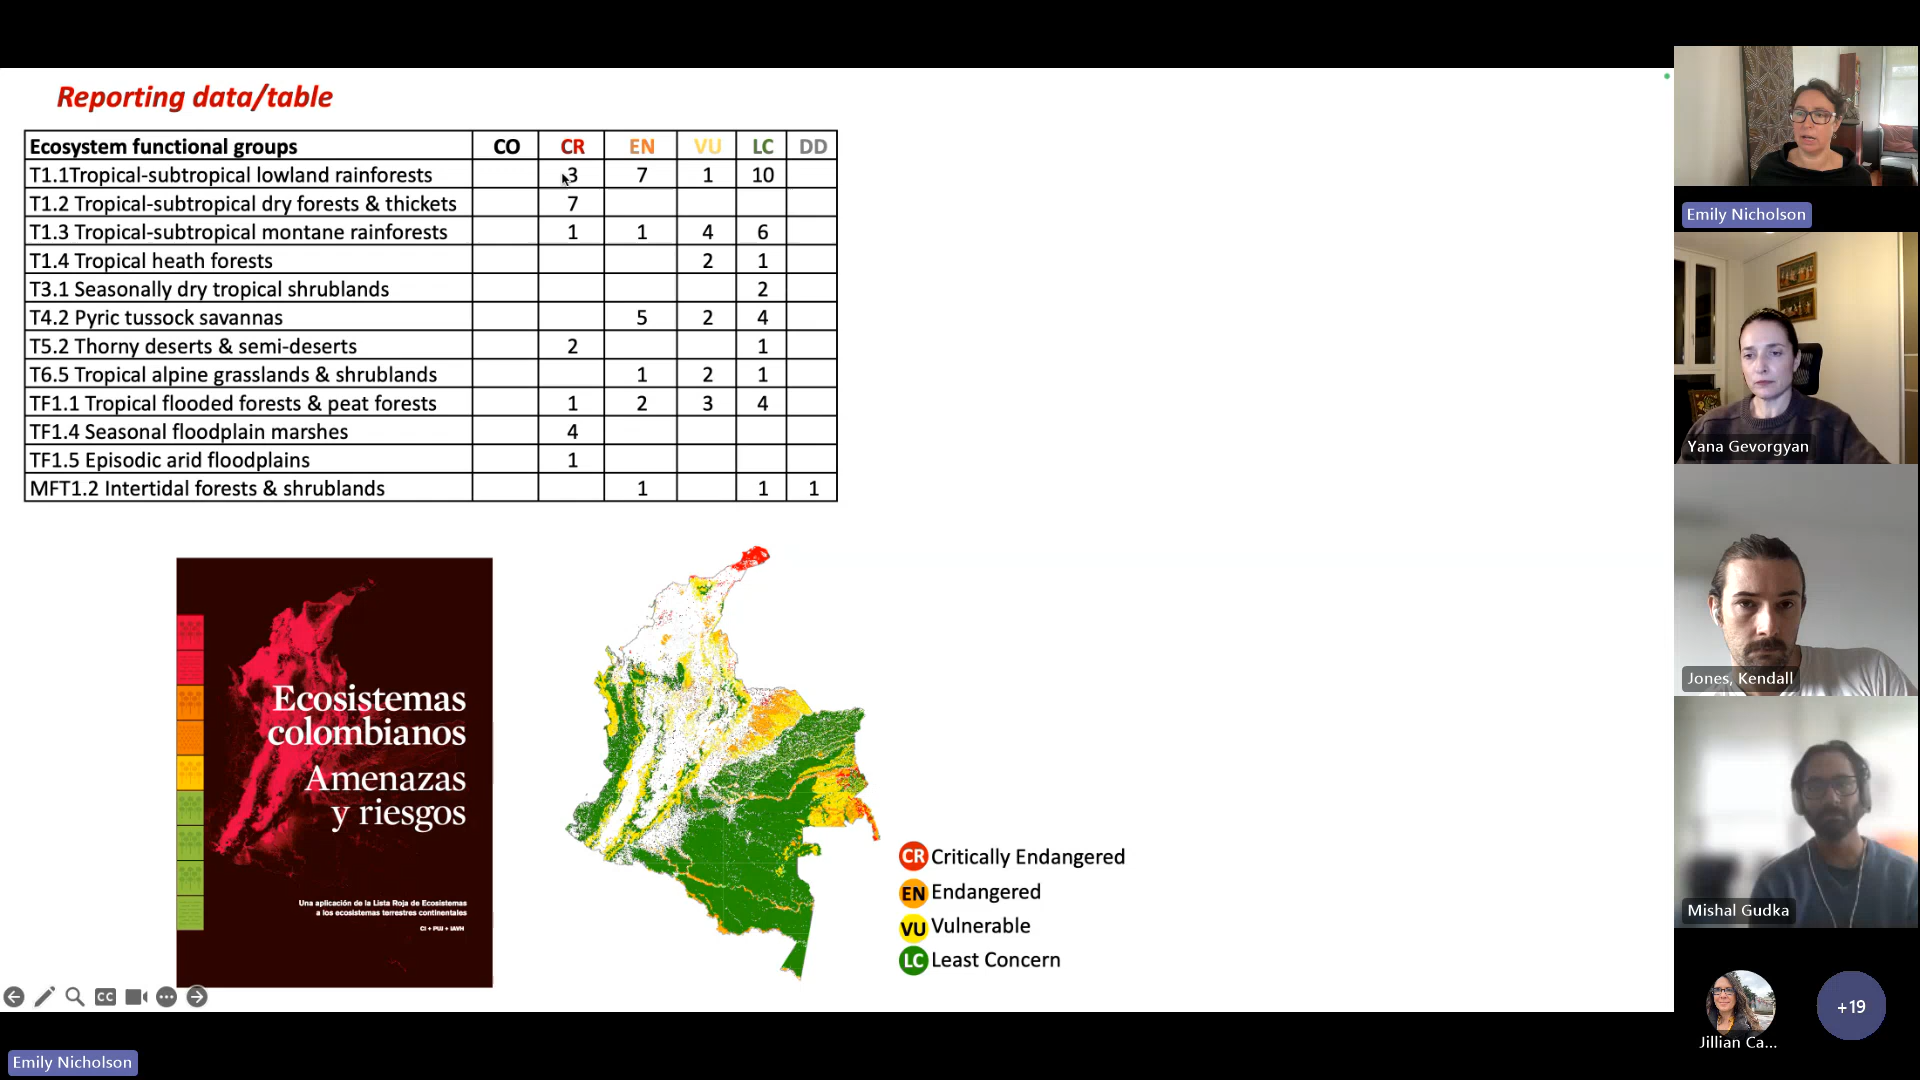 Reporting data/table
Ecosystem functional groups CO CR EN VU LC DD
T1.1Tropical-subtropical lowland rainforests 3 7 1 10
T1.2 Tropical-subtropical dry forests & thickets 7
T1.3 Tropical-subtropical montane rainforests 1 1 4 6
T1.4 Tropical heath forests 2 1
T3.1 Seasonally dry tropical shrublands 2
T4.2 Pyric tussock savannas 5 2 4
T5.2 Thorny deserts & semi-deserts 2 1
T6.5 Tropical alpine grasslands & shrublands 1 2 1
TF1.1 Tropical flooded forests & peat forests 1 2 3 4
TF1.4 Seasonal floodplain marshes 4
TF1.5 Episodic arid floodplains 1
MFT1.2 Intertidal forests & shrublands 1 1 1
Ecosistemas
colombianos
Amenazas
y riesgos
Una aplicación de la Lista Roja de Ecosistemas
a los ecosistemas terrestres continentales
CI + PUJ + IAVH
CR Critically Endangered
EN Endangered
VU Vulnerable
LC Least Concern
CC
Emily Nicholson
Emily Nicholson
Yana Gevorgyan
Jones, Kendall
Mishal Gudka
Jillian Ca...
+19